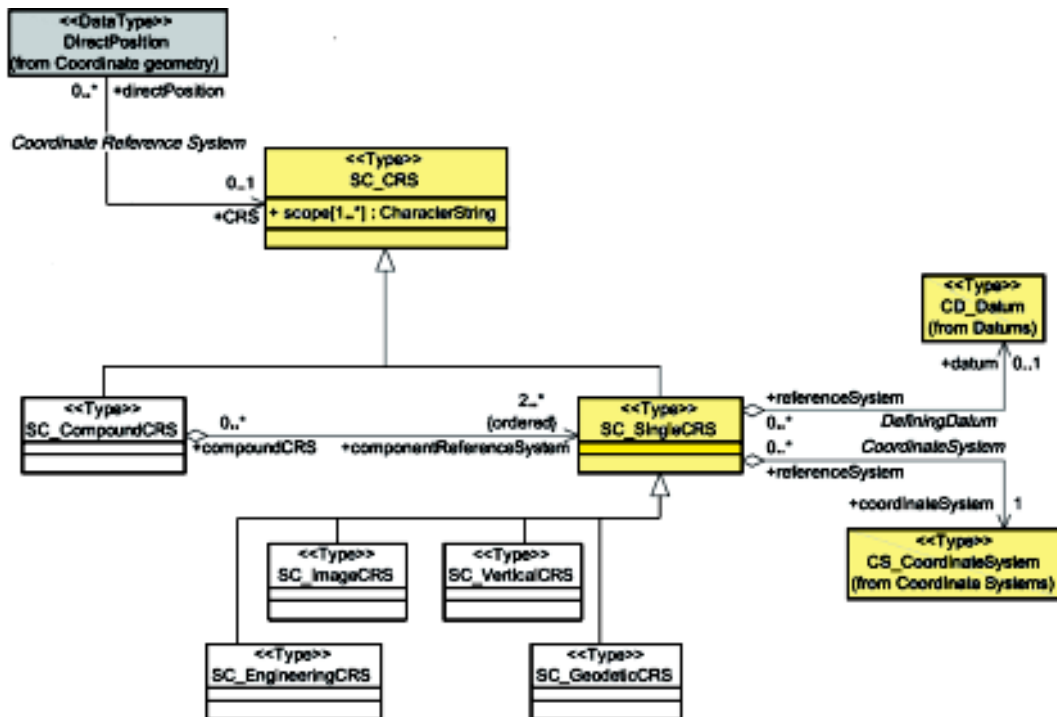 <<DataType>>
DirectPosition
(from Coordinate geometry)
0..*
+directPosition
Coordinate Reference System
0..1
+CRS
<<Type>>
SC_CRS
+ scope[1..*] : CharacterString
<<Type>>
CD_Datum
(from Datums)
+datum
0..1
<<Type>>
SC_CompoundCRS
0..*
+compoundCRS
2..*
{ordered}
+componentReferenceSystem
<<Type>>
SC_SingleCRS
+referenceSystem
0..*
DefiningDatum
0..*
CoordinateSystem
+referenceSystem
+coordinateSystem
1
<<Type>>
CS_CoordinateSystem
(from Coordinate Systems)
<<Type>>
SC_ImageCRS
<<Type>>
SC_VerticalCRS
<<Type>>
SC_EngineeringCRS
<<Type>>
SC_GeodeticCRS